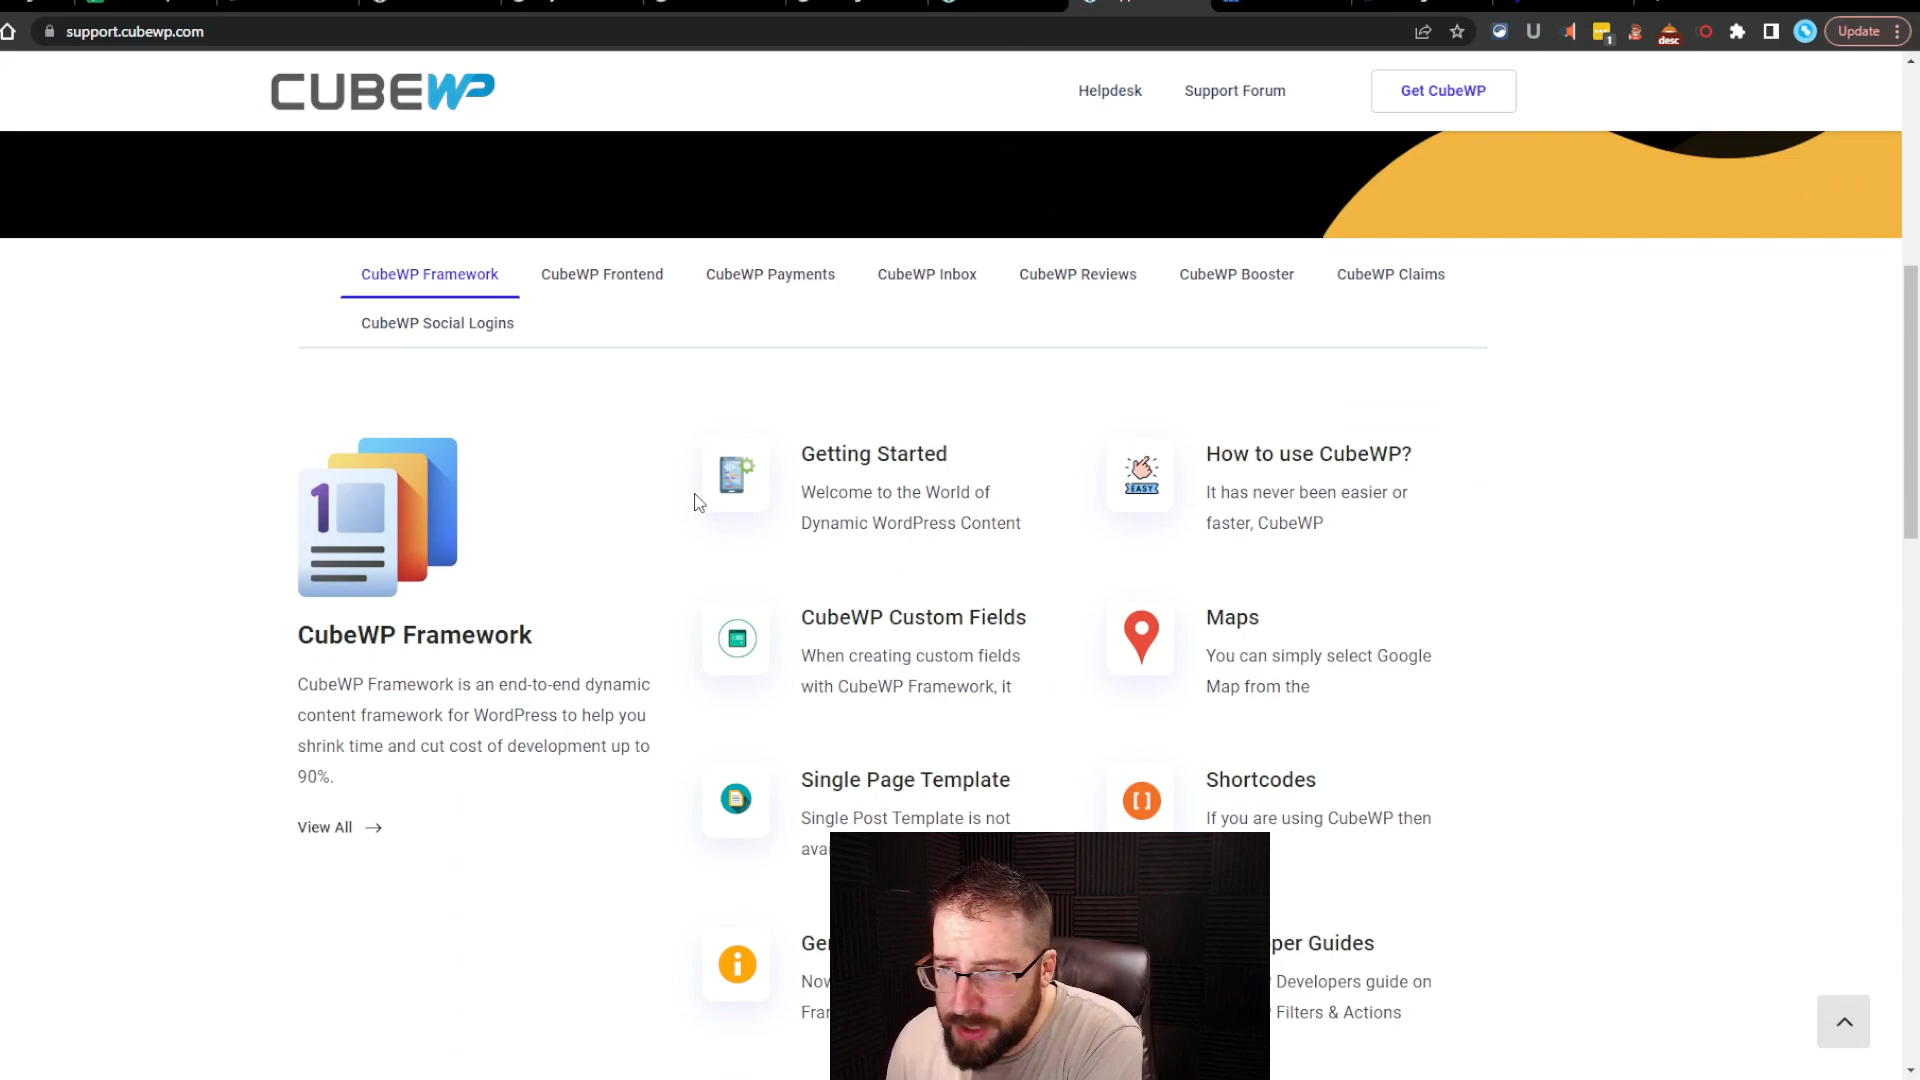 support.cubewp.com
1
desc
Update
CUBEWP
Helpdesk
Support Forum
Get CubeWP
CubeWP Framework
CubeWP Frontend
CubeWP Payments
CubeWP Inbox
CubeWP Reviews
CubeWP Booster
CubeWP Claims
CubeWP Social Logins
1
CubeWP Framework
CubeWP Framework is an end-to-end dynamic
content framework for WordPress to help you
shrink time and cut cost of development up to
90%.
View All
Getting Started
Welcome to the World of
Dynamic WordPress Content
How to use CubeWP?
EASY
It has never been easier or
faster, CubeWP
CubeWP Custom Fields
When creating custom fields
with CubeWP Framework, it
Maps
You can simply select Google
Map from the
Single Page Template
Single Post Template is not
Shortcodes
If you are using CubeWP then
Guides
Developers guide on
Filters & Actions